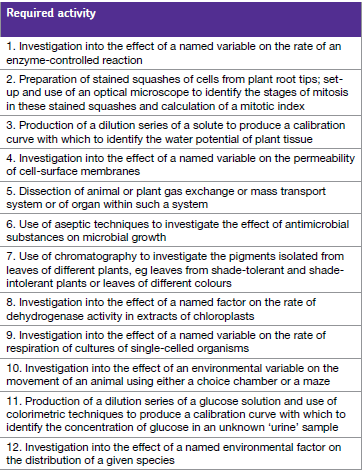 Required activity
1. Investigation into the effect of a named variable on the rate of an
enzyme-controlled reaction
2. Preparation of stained squashes of cells from plant root tips; set-
up and use of an optical microscope to identify the stages of mitosis
in these stained squashes and calculation of a mitotic index
3. Production of a dilution series of a solute to produce a calibration
curve with which to identify the water potential of plant tissue
4. Investigation into the effect of a named variable on the permeability
of cell-surface membranes
5. Dissection of animal or plant gas exchange or mass transport
system or of organ within such a system
6. Use of aseptic techniques to investigate the effect of antimicrobial
substances on microbial growth
7. Use of chromatography to investigate the pigments isolated from
leaves of different plants, eg leaves from shade-tolerant and shade-
intolerant plants or leaves of different colours
8. Investigation into the effect of a named factor on the rate of
dehydrogenase activity in extracts of chloroplasts
9. Investigation into the effect of a named variable on the rate of
respiration of cultures of single-celled organisms
10. Investigation into the effect of an environmental variable on the
movement of an animal using either a choice chamber or a maze
11. Production of a dilution series of a glucose solution and use of
colorimetric techniques to produce a calibration curve with which to
identify the concentration of glucose in an unknown ‘urine’ sample
12. Investigation into the effect of a named environmental factor on
the distribution of a given species